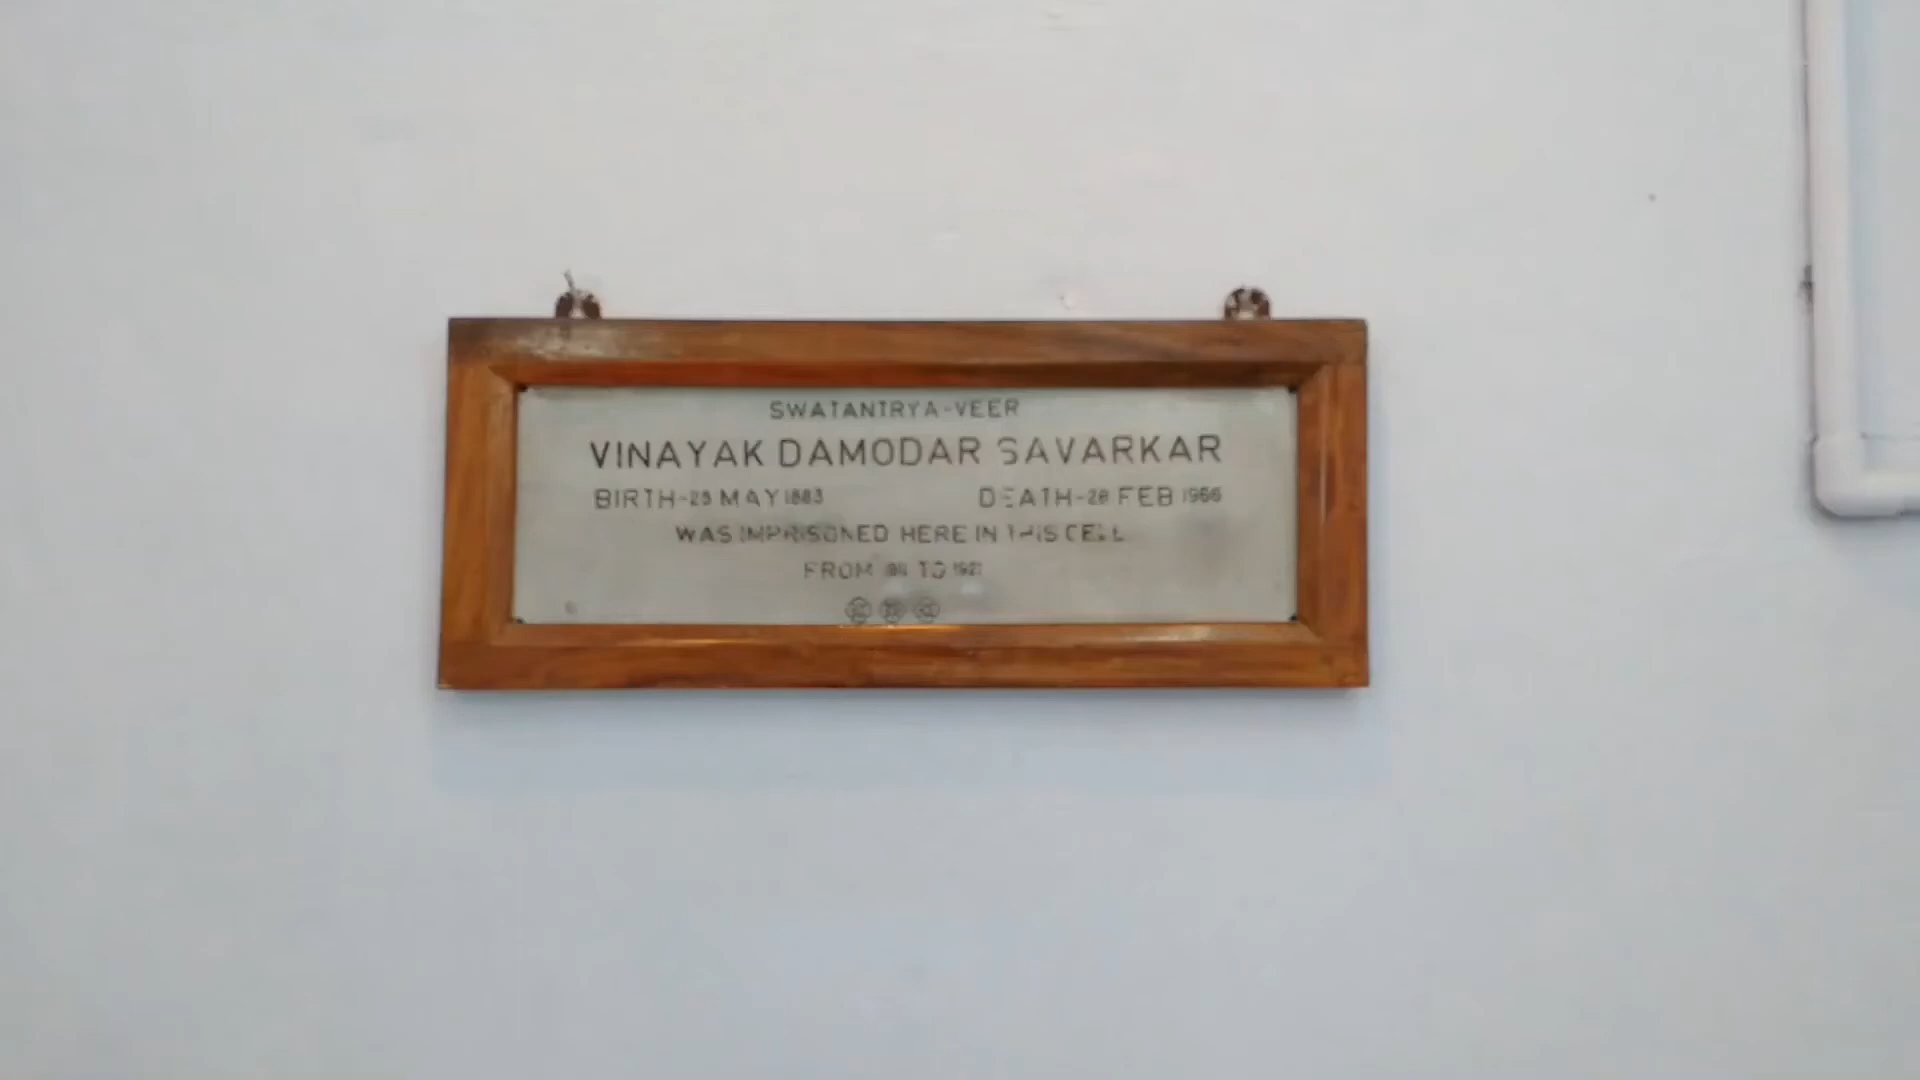 SWATANTRYA-VEER
VINAYAK DAMODAR SAVARKAR
BIRTH-28 MAY 1883 DEATH-26 FEB 1966
WAS IMPRISONED HERE IN THIS CELL
FROM 1911 TO 1921